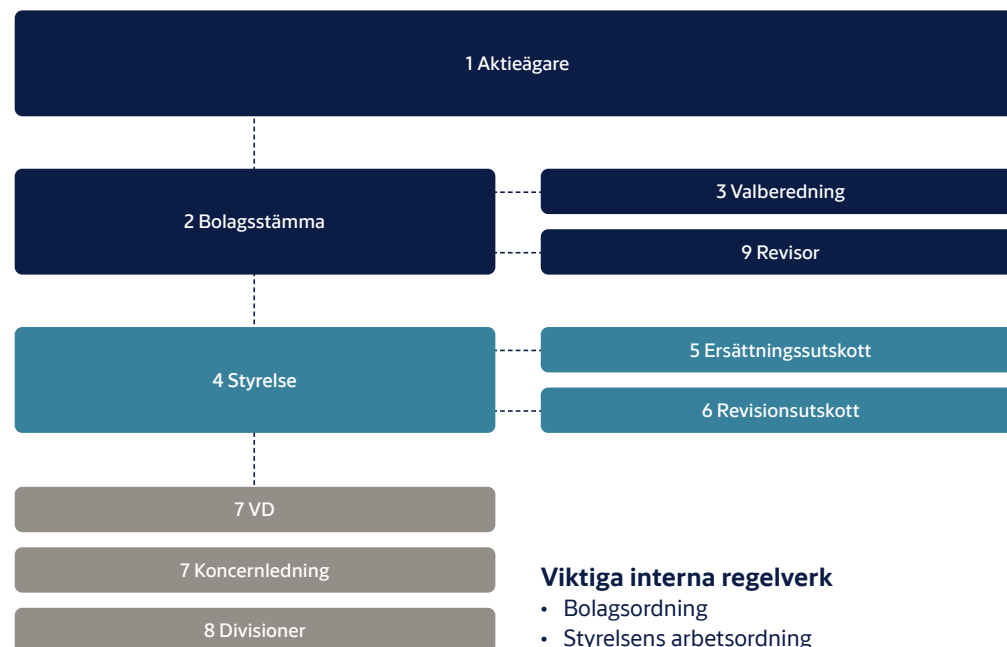 1 Aktieägare
2 Bolagsstämma
3 Valberedning
9 Revisor
4 Styrelse
5 Ersättningssutskott
6 Revisionsutskott
7 VD
7 Koncernledning
8 Divisioner
Viktiga interna regelverk
• Bolagsordning
• Styrelsens arbetsordning